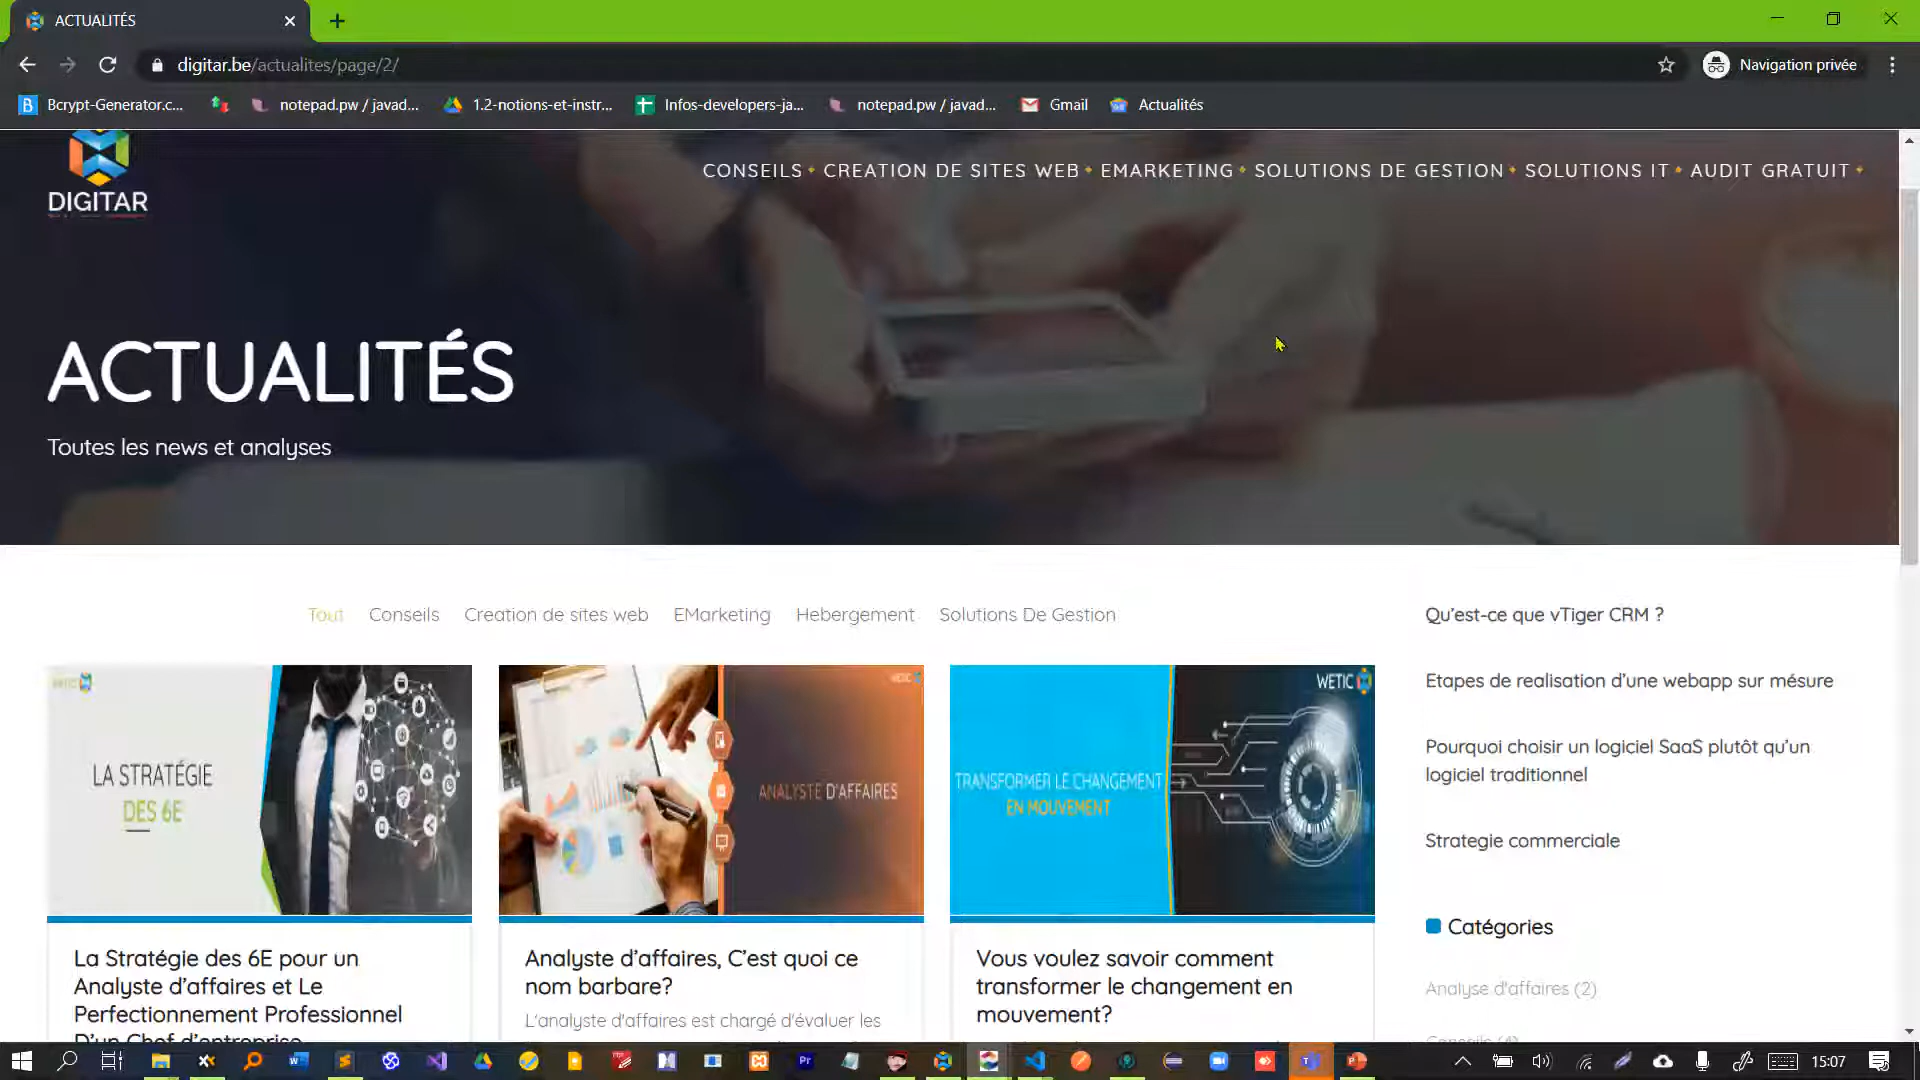 ACTUALITÉS
digitar.be/actualites/page/2/
Navigation privée
Bcrypt-Generator.c...
notepad.pw / javad...
1.2-notions-et-instr...
Infos-developers-ja...
notepad.pw / javad...
Gmail
Actualités
DIGITAR
CONSEILS
CREATION DE SITES WEB
EMARKETING
SOLUTIONS DE GESTION
SOLUTIONS IT
AUDIT GRATUIT
ACTUALITÉS
Toutes les news et analyses
Tout
Conseils
Creation de sites web
EMarketing
Hebergement
Solutions De Gestion
WETIC
LA STRATÉGIE
DES 6E
WETIC
ANALYSTE D'AFFAIRES
WETIC
TRANSFORMER LE CHANGEMENT
EN MOUVEMENT
La Stratégie des 6E pour un
Analyste d'affaires et Le
Perfectionnement Professionnel
D'un Chef d'entreprise
Analyste d'affaires, C'est quoi ce
nom barbare?
L'analyste d'affaires est chargé d'évaluer les
Vous voulez savoir comment
transformer le changement en
mouvement?
Qu'est-ce que vTiger CRM ?
Etapes de realisation d'une webapp sur mésure
Pourquoi choisir un logiciel SaaS plutôt qu'un
logiciel traditionnel
Strategie commerciale
Catégories
Analyse d'affaires (2)
Conseils (4)
15:07